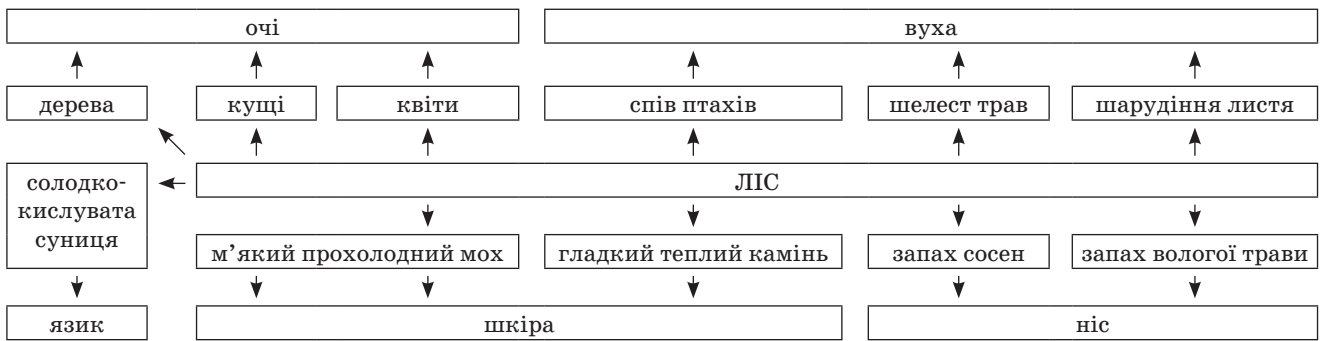 очі
вуха
дерева
кущі
квіти
спів птахів
шелест трав
шарудіння листя
солодко-
кислувата
суниця
ЛІС
м’який прохолодний мох
гладкий теплий камінь
запах сосен
запах вологої трави
язик
шкіра
ніс